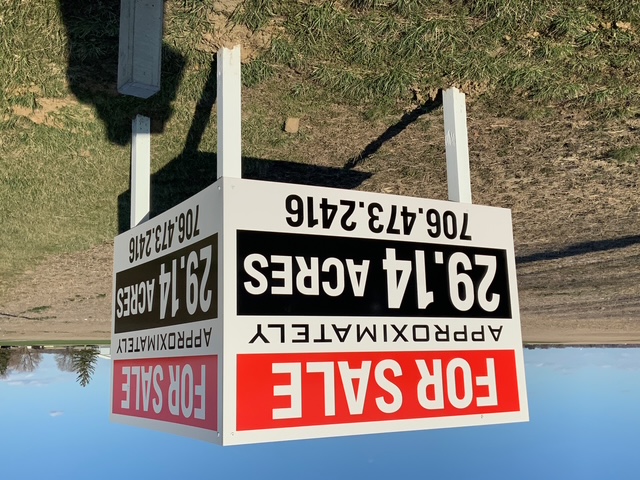 FOR SALE
APPROXIMATELY
29.14 ACRES
706.473.2416
FOR SALE
APPROXIMATELY
29.14 ACRES
706.473.2416